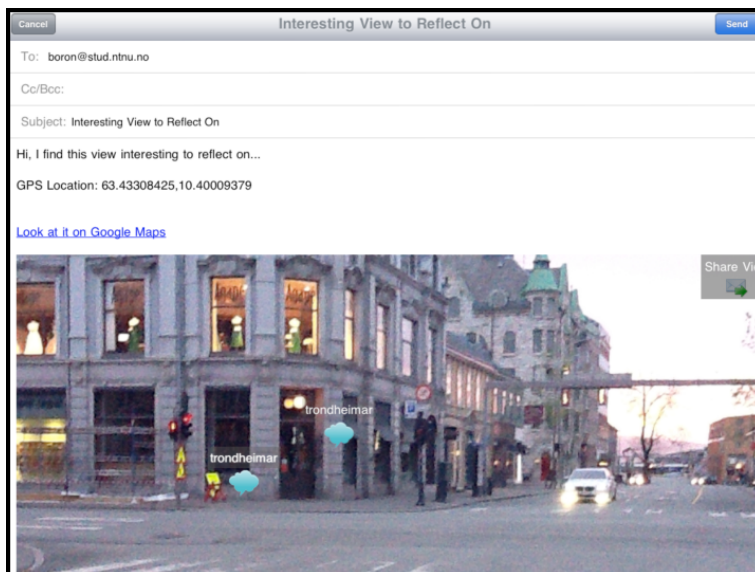 Cancel
Interesting View to Reflect On
Send
To: boron@stud.ntnu.no
Cc/Bcc:
Subject: Interesting View to Reflect On
Hi, I find this view interesting to reflect on...
GPS Location: 63.43308425,10.40009379
Look at it on Google Maps
Share Vi
Agape
Agape
trondheimar
trondheimar